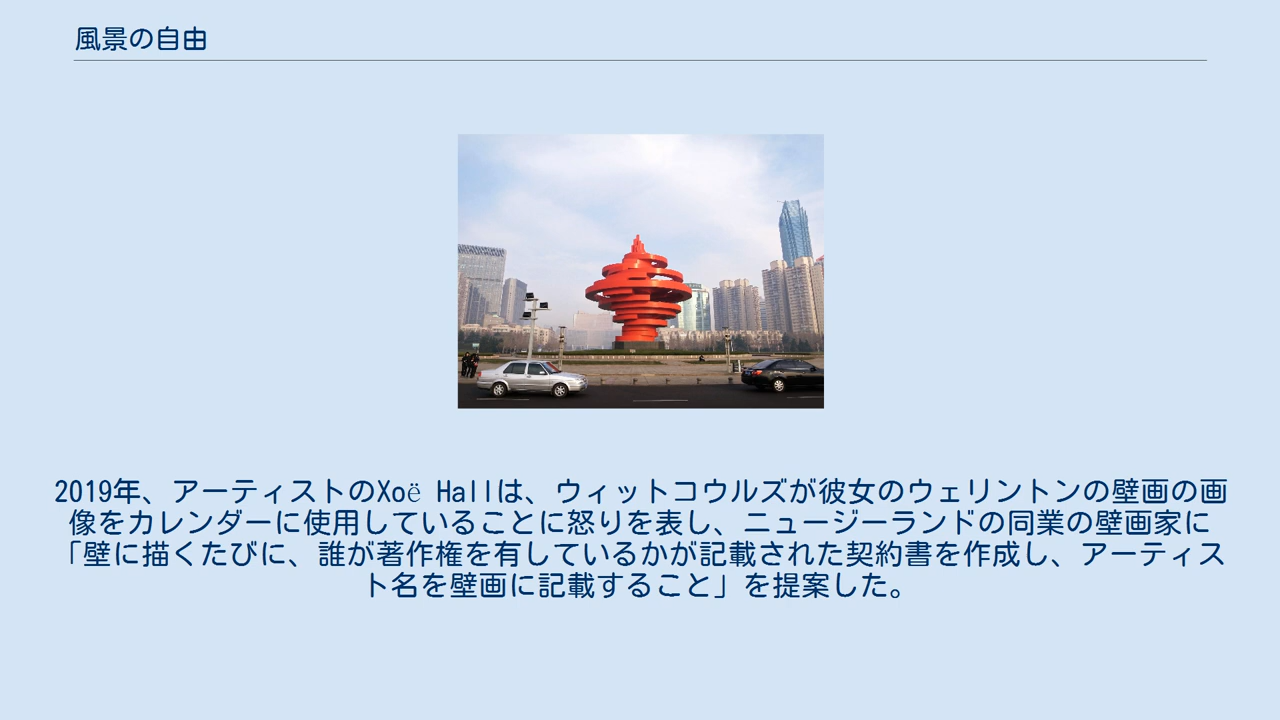 風景の自由
2019年、アーティストのXoë Hallは、ウィットコウルズが彼女のウェリントンの壁画の画
像をカレンダーに使用していることに怒りを表し、ニュージーランドの同業の壁画家に
「壁に描くたびに、誰が著作権を有しているかが記載された契約書を作成し、アーティス
ト名を壁画に記載すること」を提案した。